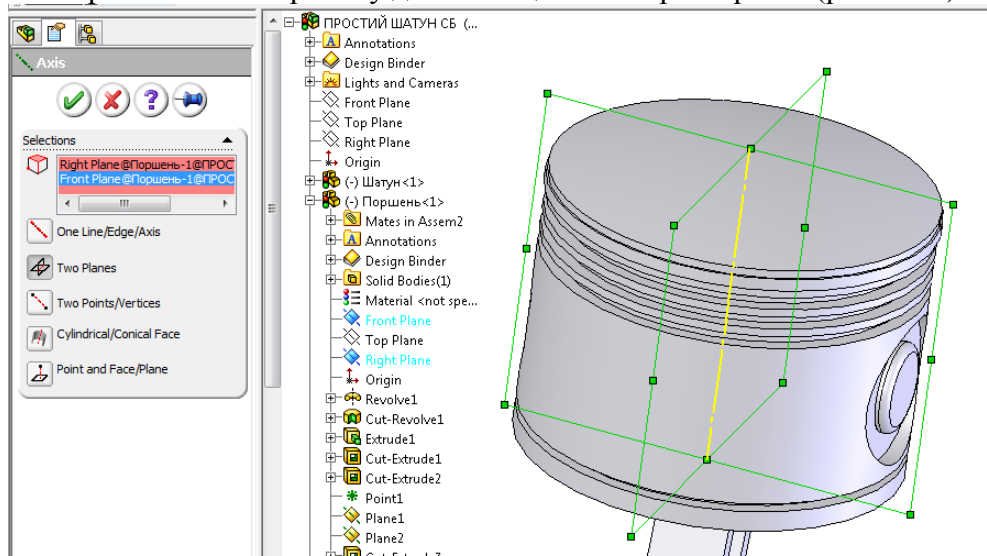 Axis
Selections
Right Plane@Поршень-1@ПРОС
Front Plane@Поршень-1@ПРОС
One Line/Edge/Axis
Two Planes
Two Points/Vertices
Cylindrical/Conical Face
Point and Face/Plane
ПРОСТИЙ ШАТУН СБ (...
Annotations
Design Binder
Lights and Cameras
Front Plane
Top Plane
Right Plane
Origin
(-) Шатун<1>
(-) Поршень<1>
Mates in Assem2
Annotations
Design Binder
Solid Bodies(1)
Material <not spe...
Front Plane
Top Plane
Right Plane
Origin
Revolve1
Cut-Revolve1
Extrude1
Cut-Extrude1
Cut-Extrude2
Point1
Plane1
Plane2